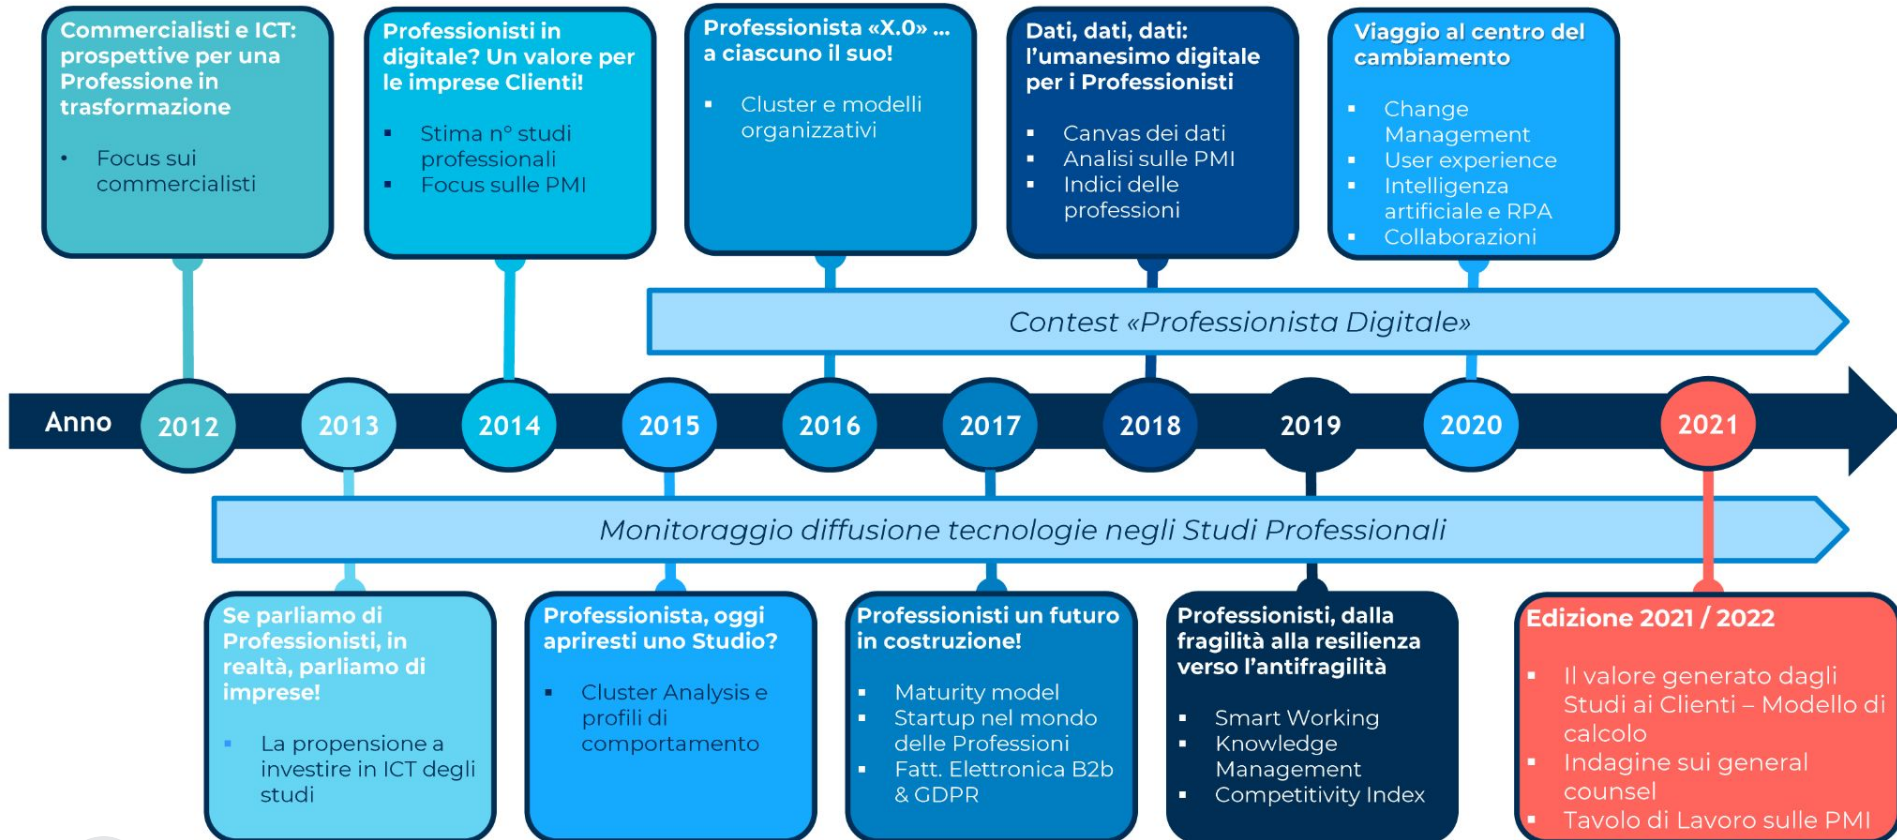 Commercialisti e ICT:
prospettive per una
Professione in
trasformazione
• Focus sui
commercialisti
Professionisti in
digitale? Un valore per
le imprese Clienti!
▪ Stima n° studi
professionali
▪ Focus sulle PMI
Professionista «X.0» ...
a ciascuno il suo!
▪ Cluster e modelli
organizzativi
Dati, dati, dati:
l’umanesimo digitale
per i Professionisti
▪ Canvas dei dati
▪ Analisi sulle PMI
▪ Indici delle
professioni
Viaggio al centro del
cambiamento
▪ Change
Management
▪ User experience
▪ Intelligenza
artificiale e RPA
▪ Collaborazioni
Contest «Professionista Digitale»
Anno 2012 2013 2014 2015 2016 2017 2018 2019 2020 2021
Monitoraggio diffusione tecnologie negli Studi Professionali
Se parliamo di
Professionisti, in
realtà, parliamo di
imprese!
▪ La propensione a
investire in ICT degli
studi
Professionista, oggi
apriresti uno Studio?
▪ Cluster Analysis e
profili di
comportamento
Professionisti un futuro
in costruzione!
▪ Maturity model
▪ Startup nel mondo
delle Professioni
▪ Fatt. Elettronica B2b
& GDPR
Professionisti, dalla
fragilità alla resilienza
verso l’antifragilità
▪ Smart Working
▪ Knowledge
Management
▪ Competitivity Index
Edizione 2021 / 2022
▪ Il valore generato dagli
Studi ai Clienti – Modello di
calcolo
▪ Indagine sui general
counsel
▪ Tavolo di Lavoro sulle PMI